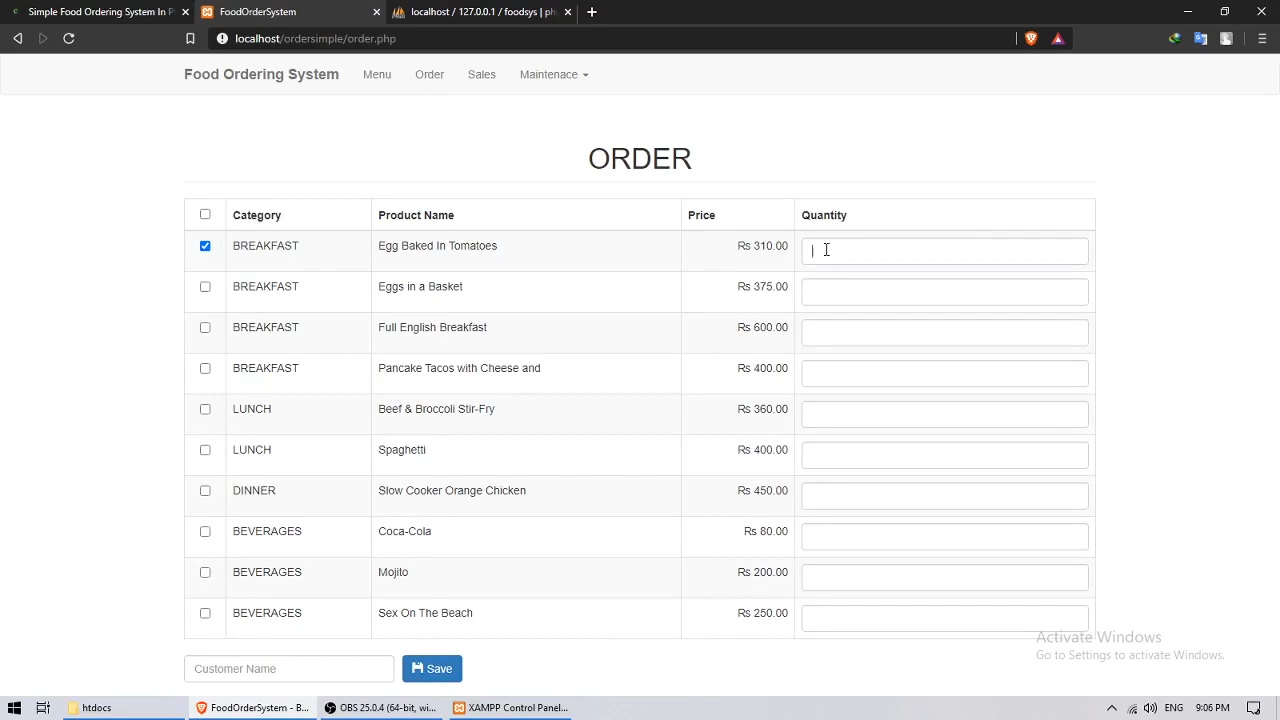 Simple Food Ordering System In P
FoodOrderSystem
localhost / 127.0.0.1 / foodsys | ph
localhost/ordersimple/order.php
Food Ordering System Menu Order Sales Maintenace
ORDER
Category Product Name Price Quantity
BREAKFAST Egg Baked In Tomatoes Rs 310.00
BREAKFAST Eggs in a Basket Rs 375.00
BREAKFAST Full English Breakfast Rs 600.00
BREAKFAST Pancake Tacos with Cheese and Rs 400.00
LUNCH Beef & Broccoli Stir-Fry Rs 360.00
LUNCH Spaghetti Rs 400.00
DINNER Slow Cooker Orange Chicken Rs 450.00
BEVERAGES Coca-Cola Rs 80.00
BEVERAGES Mojito Rs 200.00
BEVERAGES Sex On The Beach Rs 250.00
Activate Windows
Go to Settings to activate Windows.
Customer Name Save
htdocs FoodOrderSystem - B... OBS 25.0.4 (64-bit, wi... XAMPP Control Panel... ENG 9:06 PM